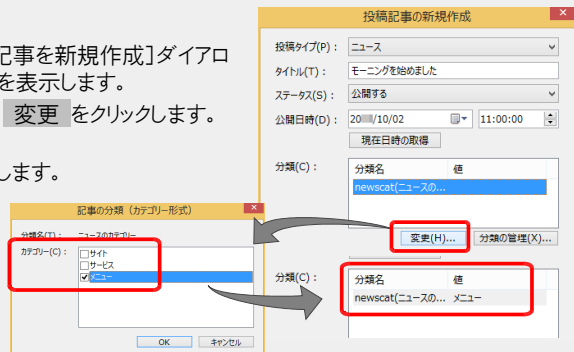 記事を新規作成］ダイアロ
を表示します。
変更 をクリックします。
します。
投稿記事の新規作成
投稿タイプ(P)： ニュース
タイトル(T)： モーニングを始めました
ステータス(S)： 公開する
公開日時(D)： 20 /10/02 11:00:00
現在日時の取得
分類(C)：
分類名 値
newscat(ニュースの...
変更(H)... 分類の管理(X)...
分類(C)：
分類名 値
newscat(ニュースの... メニュー
記事の分類（カテゴリー形式）
分類名(T)： ニュースのカテゴリー
カテゴリー(C)：
サイト
サービス
メニュー
OK キャンセル